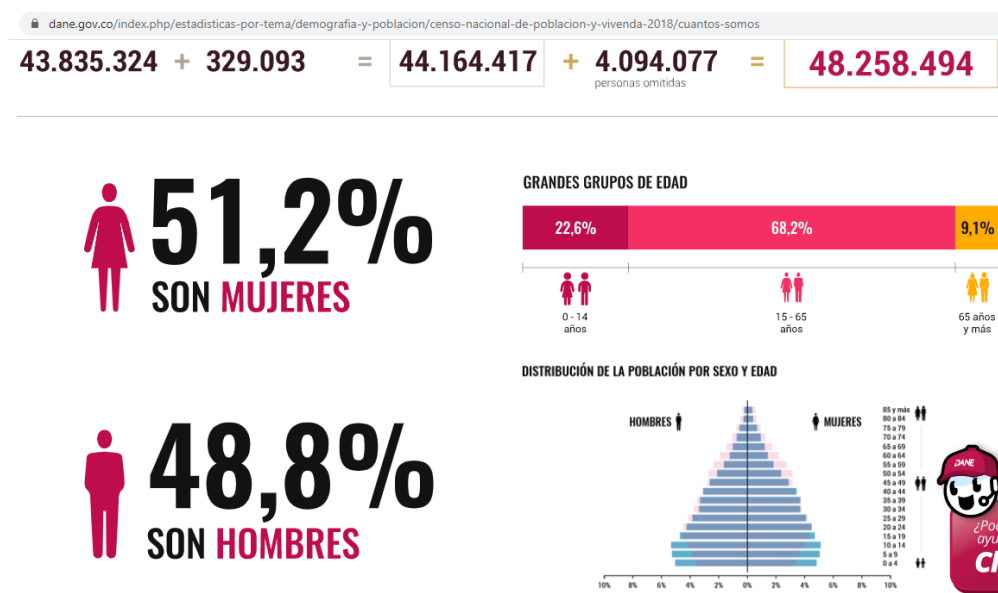 dane.gov.co/index.php/estadisticas-por-tema/demografia-y-poblacion/censo-nacional-de-poblacion-y-vivenda-2018/cuantos-somos
43.835.324 + 329.093 = 44.164.417 + 4.094.077 = 48.258.494
personas omitidas
51,2%
SON MUJERES
48,8%
SON HOMBRES
GRANDES GRUPOS DE EDAD
22,6% 68,2% 9,1%
0 - 14 15 - 65 65 años
años años y más
DISTRIBUCIÓN DE LA POBLACIÓN POR SEXO Y EDAD
HOMBRES MUJERES
85 y más
80 a 84
75 a 79
70 a 74
65 a 69
60 a 64
55 a 59
50 a 54
45 a 49
40 a 44
35 a 39
30 a 34
25 a 29
20 a 24
15 a 19
10 a 14
5 a 9
0 a 4
10% 8% 6% 4% 2% 0% 2% 4% 6% 8% 10%
DANE